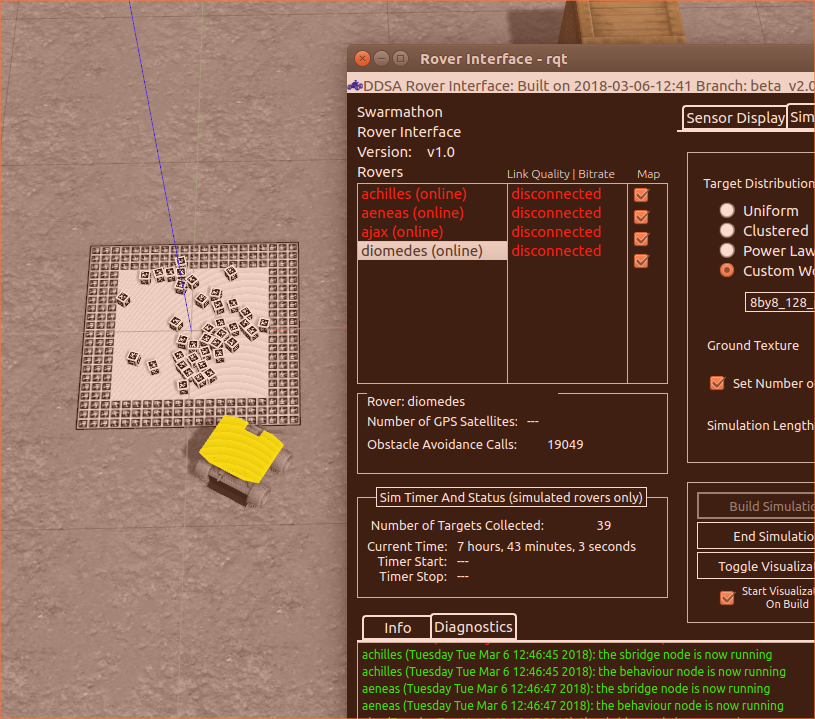 Rover Interface - rqt
DDSA Rover Interface: Built on 2018-03-06-12:41 Branch: beta v2.0
Swarmathon
Rover Interface
Version: v1.0
Rovers Link Quality | Bitrate Map
achilles (online) disconnected
aeneas (online) disconnected
ajax (online) disconnected
diomedes (online) disconnected
Rover: diomedes
Number of GPS Satellites: ---
Obstacle Avoidance Calls: 19049
Sim Timer And Status (simulated rovers only)
Number of Targets Collected: 39
Current Time: 7 hours, 43 minutes, 3 seconds
Timer Start: ---
Timer Stop: ---
Info Diagnostics
achilles (Tuesday Tue Mar 6 12:46:45 2018): the sbridge node is now running
achilles (Tuesday Tue Mar 6 12:46:45 2018): the behaviour node is now running
aeneas (Tuesday Tue Mar 6 12:46:47 2018): the sbridge node is now running
aeneas (Tuesday Tue Mar 6 12:46:47 2018): the behaviour node is now running
Sensor Display Sim
Target Distribution
Uniform
Clustered
Power Law
Custom Wo
8by8_128_
Ground Texture
Set Number o
Simulation Length
Build Simulatio
End Simulatio
Toggle Visualiza
Start Visualiza
On Build